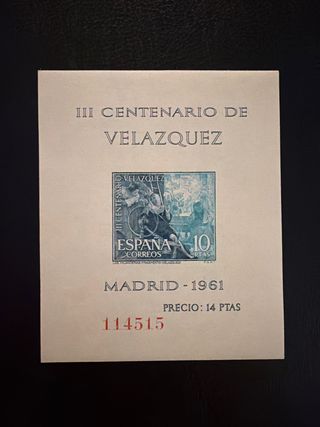 III CENTENARIO DE
VELAZQUEZ
III CENTENARIO
VELAZQUEZ
ESPAÑA
CORREOS
10
PTAS
MADRID - 1961
PRECIO: 14 PTAS
114515